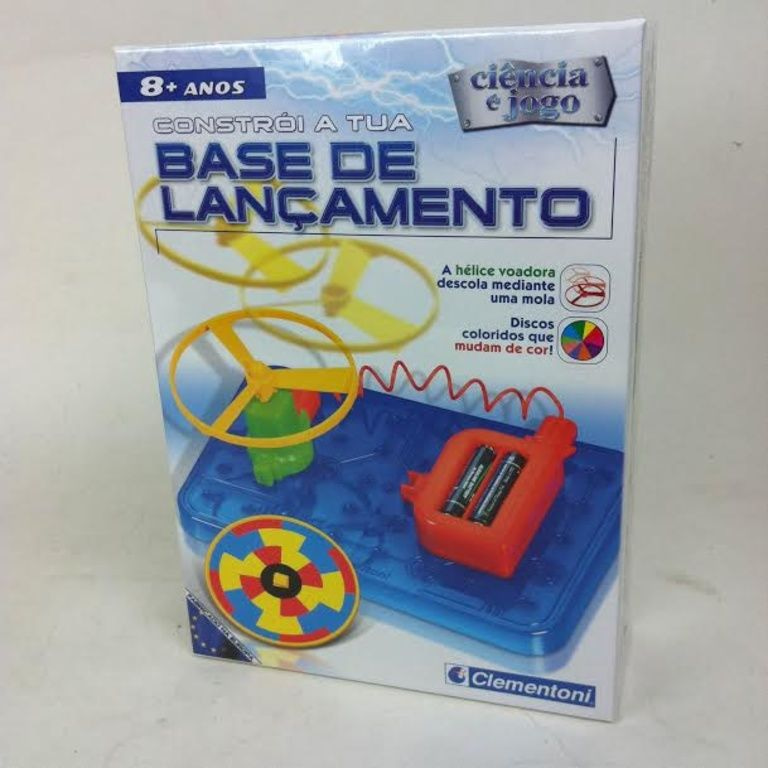 8+ ANOS
ciência
e jogo
CONSTRÓI A TUA
BASE DE
LANÇAMENTO
A hélice voadora
descola mediante
uma mola
Discos
coloridos que
mudam de cor!
Clementoni